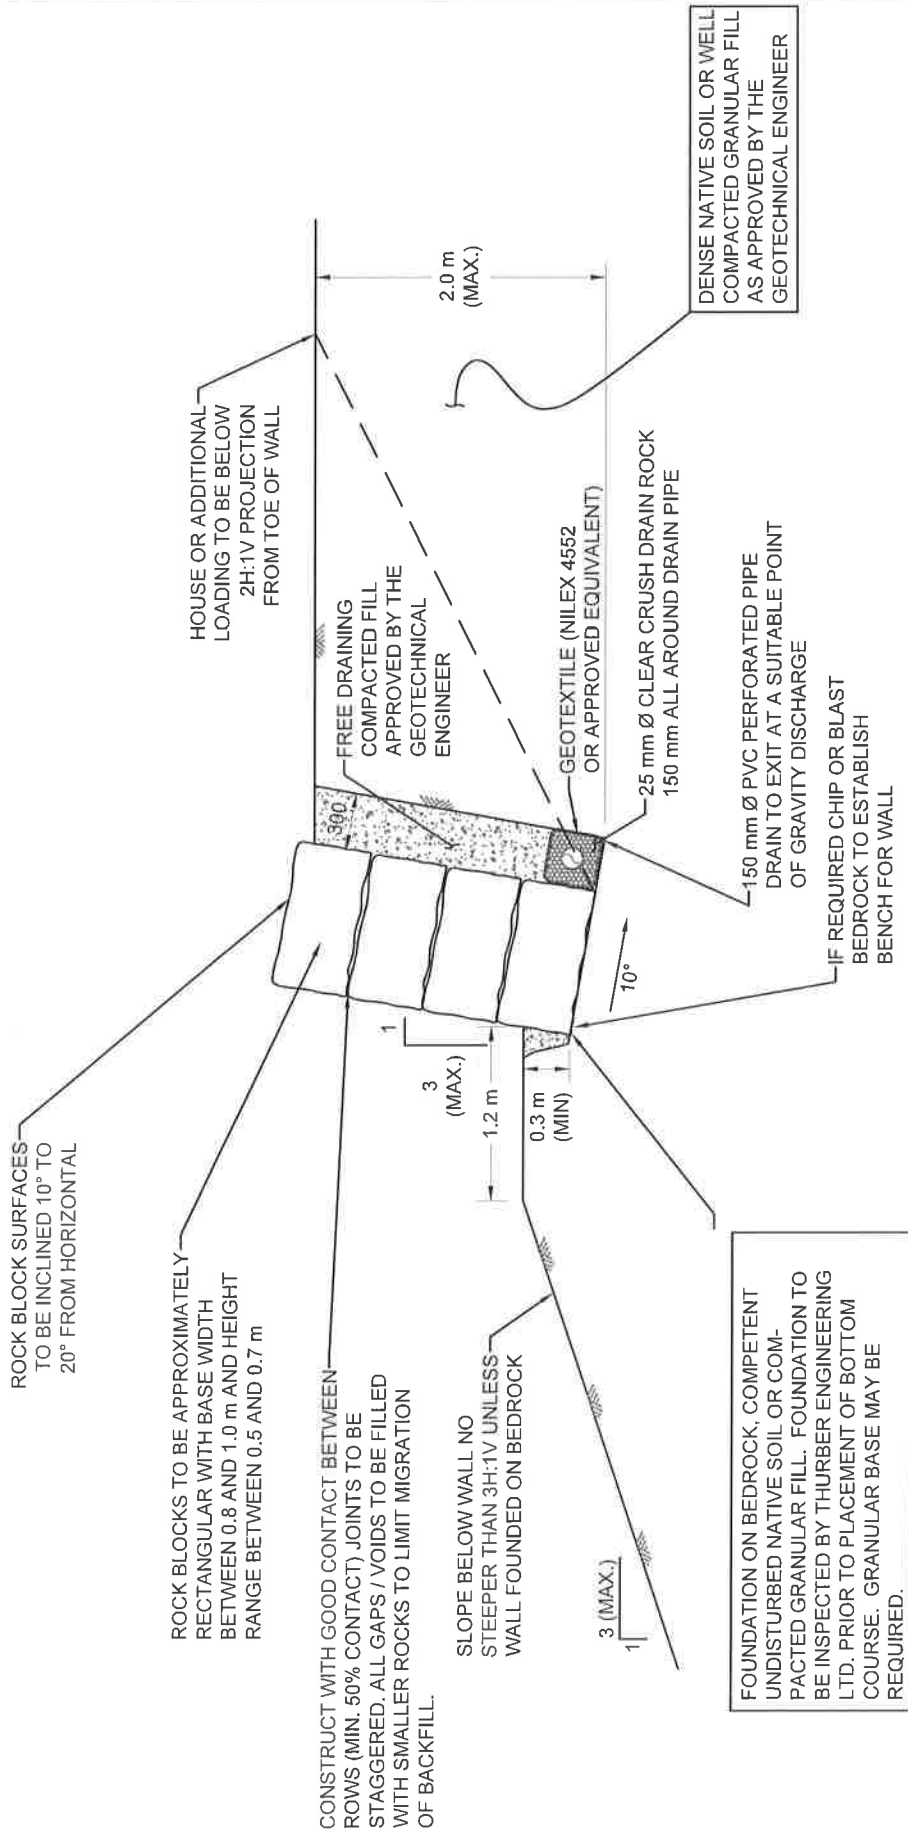 ROCK BLOCK SURFACES
TO BE INCLINED 10° TO
20° FROM HORIZONTAL
ROCK BLOCKS TO BE APPROXIMATELY
RECTANGULAR WITH BASE WIDTH
BETWEEN 0.8 AND 1.0 m AND HEIGHT
RANGE BETWEEN 0.5 AND 0.7 m
CONSTRUCT WITH GOOD CONTACT BETWEEN
ROWS (MIN. 50% CONTACT) JOINTS TO BE
STAGGERED. ALL GAPS / VOIDS TO BE FILLED
WITH SMALLER ROCKS TO LIMIT MIGRATION
OF BACKFILL.
SLOPE BELOW WALL NO
STEEPER THAN 3H:1V UNLESS
WALL FOUNDED ON BEDROCK
3 (MAX.)
1
FOUNDATION ON BEDROCK, COMPETENT
UNDISTURBED NATIVE SOIL OR COM-
PACTED GRANULAR FILL. FOUNDATION TO
BE INSPECTED BY THURBER ENGINEERING
LTD. PRIOR TO PLACEMENT OF BOTTOM
COURSE. GRANULAR BASE MAY BE
REQUIRED.
1
3
(MAX.)
1.2 m
0.3 m
(MIN)
10°
300
HOUSE OR ADDITIONAL
LOADING TO BE BELOW
2H:1V PROJECTION
FROM TOE OF WALL
FREE DRAINING
COMPACTED FILL
APPROVED BY THE
GEOTECHNICAL
ENGINEER
2.0 m
(MAX.)
GEOTEXTILE (NILEX 4552
OR APPROVED EQUIVALENT)
25 mm Ø CLEAR CRUSH DRAIN ROCK
150 mm ALL AROUND DRAIN PIPE
150 mm Ø PVC PERFORATED PIPE
DRAIN TO EXIT AT A SUITABLE POINT
OF GRAVITY DISCHARGE
IF REQUIRED CHIP OR BLAST
BEDROCK TO ESTABLISH
BENCH FOR WALL
DENSE NATIVE SOIL OR WELL
COMPACTED GRANULAR FILL
AS APPROVED BY THE
GEOTECHNICAL ENGINEER